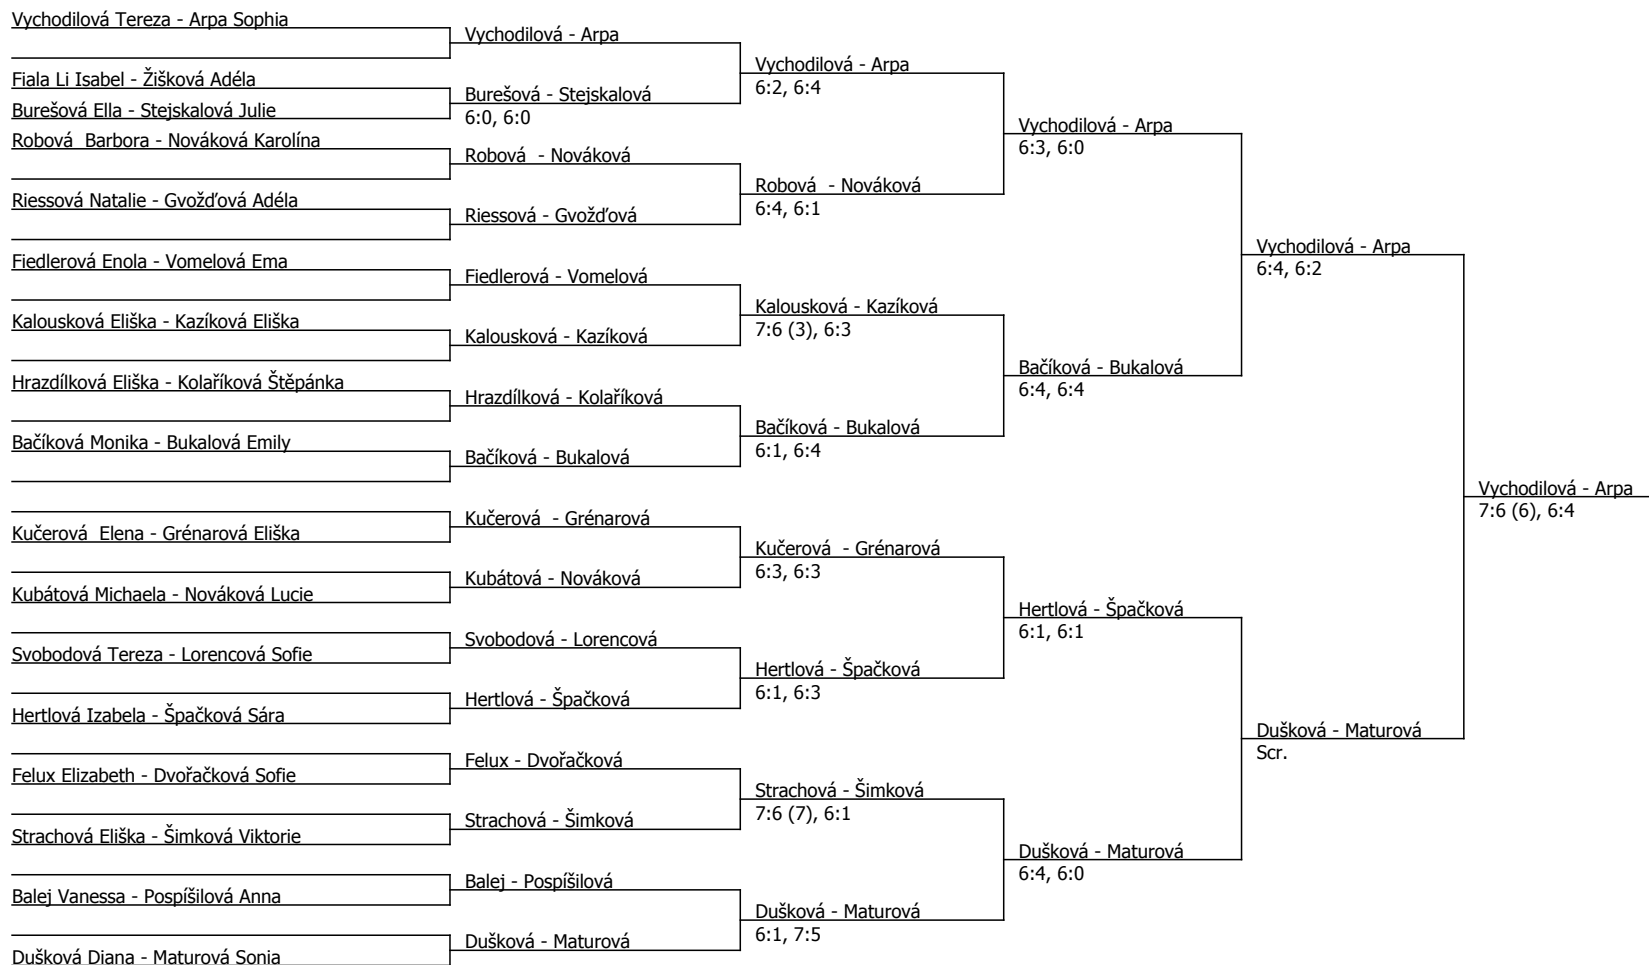 Vychodilová Tereza - Arpa Sophia
Fiala Li Isabel - Žišková Adéla
Burešová Ella - Stejskalová Julie
Robová  Barbora - Nováková Karolína
Riessová Natalie - Gvožďová Adéla
Fiedlerová Enola - Vomelová Ema
Kalousková Eliška - Kazíková Eliška
Hrazdílková Eliška - Kolaříková Štěpánka
Bačíková Monika - Bukalová Emily
Kučerová  Elena - Grénarová Eliška
Kubátová Michaela - Nováková Lucie
Svobodová Tereza - Lorencová Sofie
Hertlová Izabela - Špačková Sára
Felux Elizabeth - Dvořačková Sofie
Strachová Eliška - Šimková Viktorie
Balej Vanessa - Pospíšilová Anna
Dušková Diana - Maturová Sonia
Vychodilová - Arpa
Burešová - Stejskalová
6:0, 6:0
Robová  - Nováková
Riessová - Gvožďová
Fiedlerová - Vomelová
Kalousková - Kazíková
Hrazdílková - Kolaříková
Bačíková - Bukalová
Kučerová  - Grénarová
Kubátová - Nováková
Svobodová - Lorencová
Hertlová - Špačková
Felux - Dvořačková
Strachová - Šimková
Balej - Pospíšilová
Dušková - Maturová
Vychodilová - Arpa
6:2, 6:4
Robová  - Nováková
6:4, 6:1
Kalousková - Kazíková
7:6 (3), 6:3
Bačíková - Bukalová
6:1, 6:4
Kučerová  - Grénarová
6:3, 6:3
Hertlová - Špačková
6:1, 6:3
Strachová - Šimková
7:6 (7), 6:1
Dušková - Maturová
6:1, 7:5
Vychodilová - Arpa
6:3, 6:0
Bačíková - Bukalová
6:4, 6:4
Hertlová - Špačková
6:1, 6:1
Dušková - Maturová
6:4, 6:0
Vychodilová - Arpa
6:4, 6:2
Dušková - Maturová
Scr.
Vychodilová - Arpa
7:6 (6), 6:4